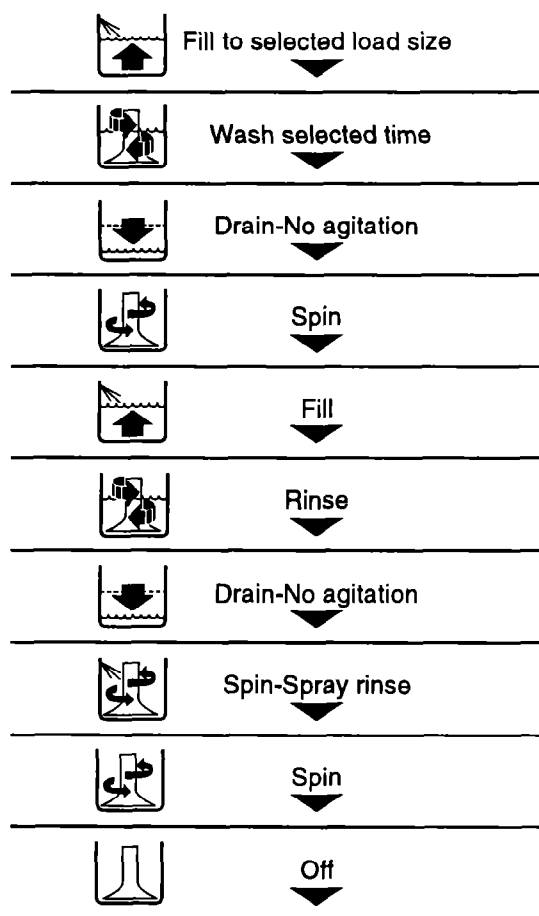 Fill to selected load size
Wash selected time
Drain-No agitation
Spin
Fill
Rinse
Drain-No agitation
Spin-Spray rinse
Spin
Off